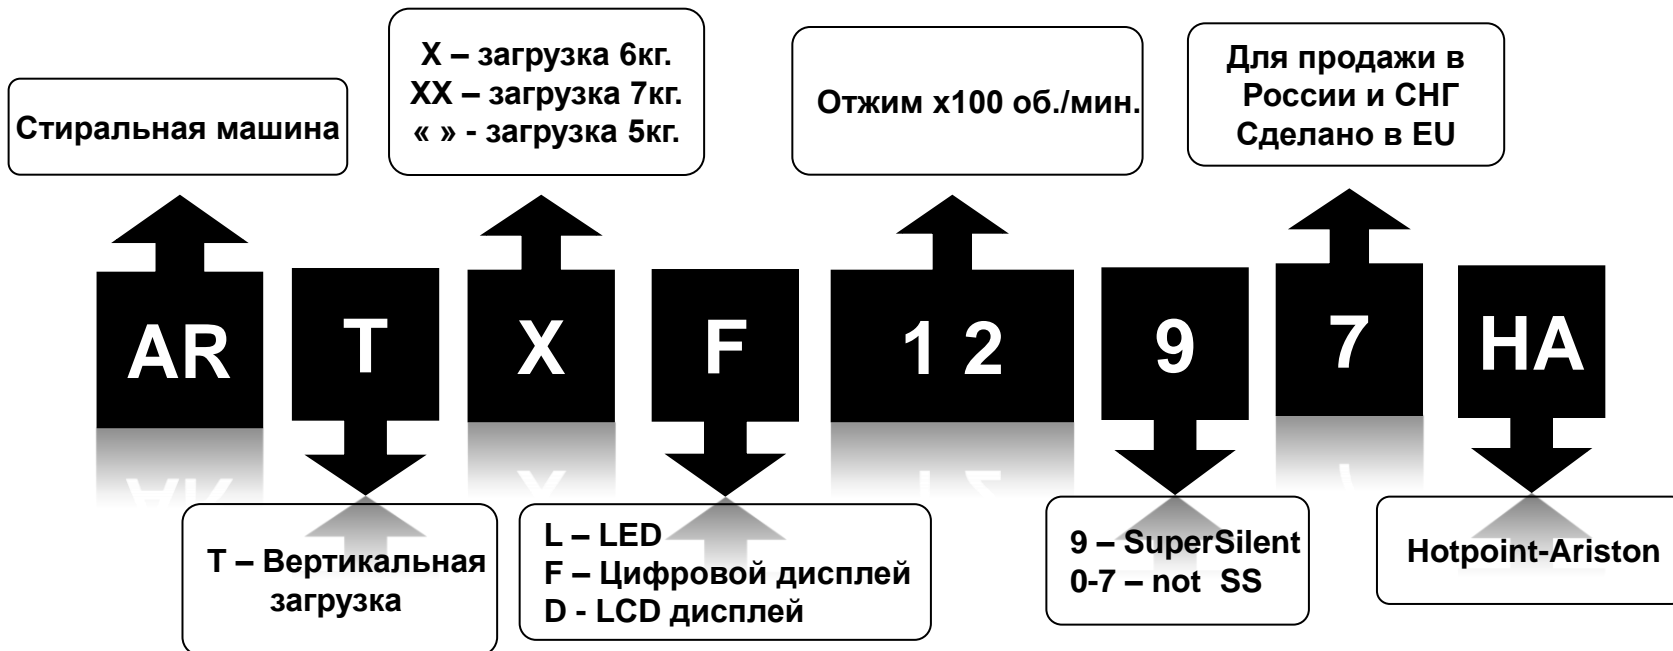 Стиральная машина
X – загрузка 6кг.
XX – загрузка 7кг.
« » - загрузка 5кг.
Отжим x100 об./мин.
Для продажи в
России и СНГ
Сделано в EU
AR T X F 1 2 9 7 HA
T – Вертикальная
загрузка
L – LED
F – Цифровой дисплей
D - LCD дисплей
9 – SuperSilent
0-7 – not SS
Hotpoint-Ariston